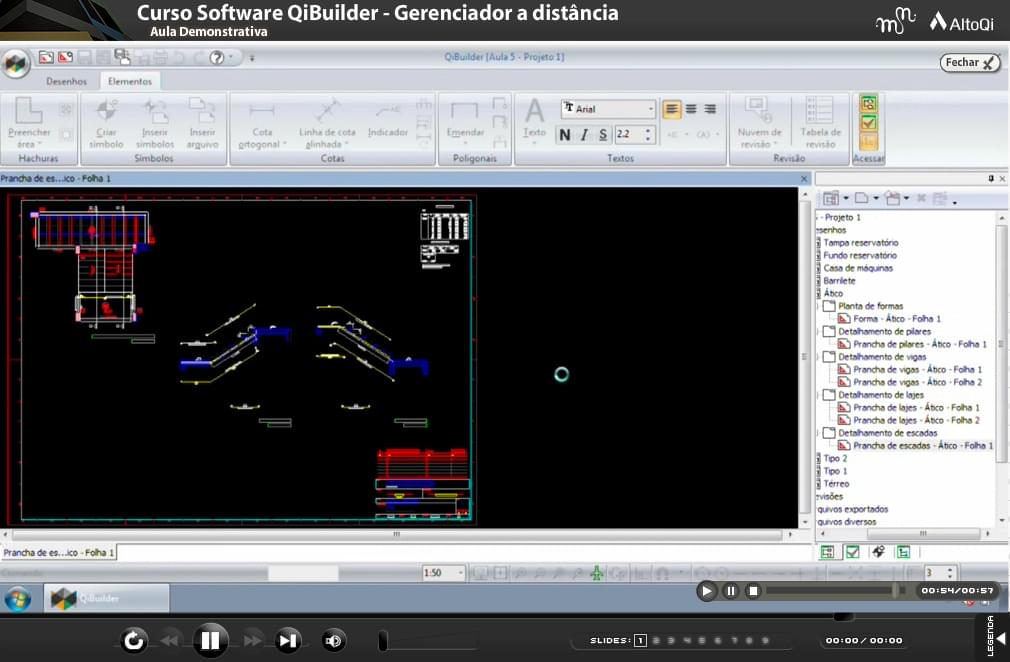 Curso Software QiBuilder - Gerenciador a distância
Aula Demonstrativa
AltoQi
QiBuilder [Aula 5 - Projeto 1]
Fechar
Desenhos
Elementos
Preencher área
Criar símbolo
Inserir símbolos
Inserir arquivo
Cota ortogonal
Linha de cota alinhada
Indicador
Emendar
Texto
Arial
N I S
2.2
Nuvem de revisão
Tabela de revisão
Hachuras
Símbolos
Cotas
Poligonais
Textos
Revisão
Acessar
Prancha de es...ico - Folha 1
- Projeto 1
esenhos
Tampa reservatório
Fundo reservatório
Casa de máquinas
Barrilete
Ático
Planta de formas
Forma - Ático - Folha 1
Detalhamento de pilares
Prancha de pilares - Ático - Folha 1
Detalhamento de vigas
Prancha de vigas - Ático - Folha 1
Prancha de vigas - Ático - Folha 2
Detalhamento de lajes
Prancha de lajes - Ático - Folha 1
Prancha de lajes - Ático - Folha 2
Detalhamento de escadas
Prancha de escadas - Ático - Folha 1
Tipo 2
Tipo 1
Térreo
evisões
quivos exportados
quivos diversos
Prancha de es...ico - Folha 1
1:50
3
QiBuilder
00:54/00:57
SLIDES: 1 2 3 4 5 6 7 8 9
00:00 / 00:00
LEGENDA